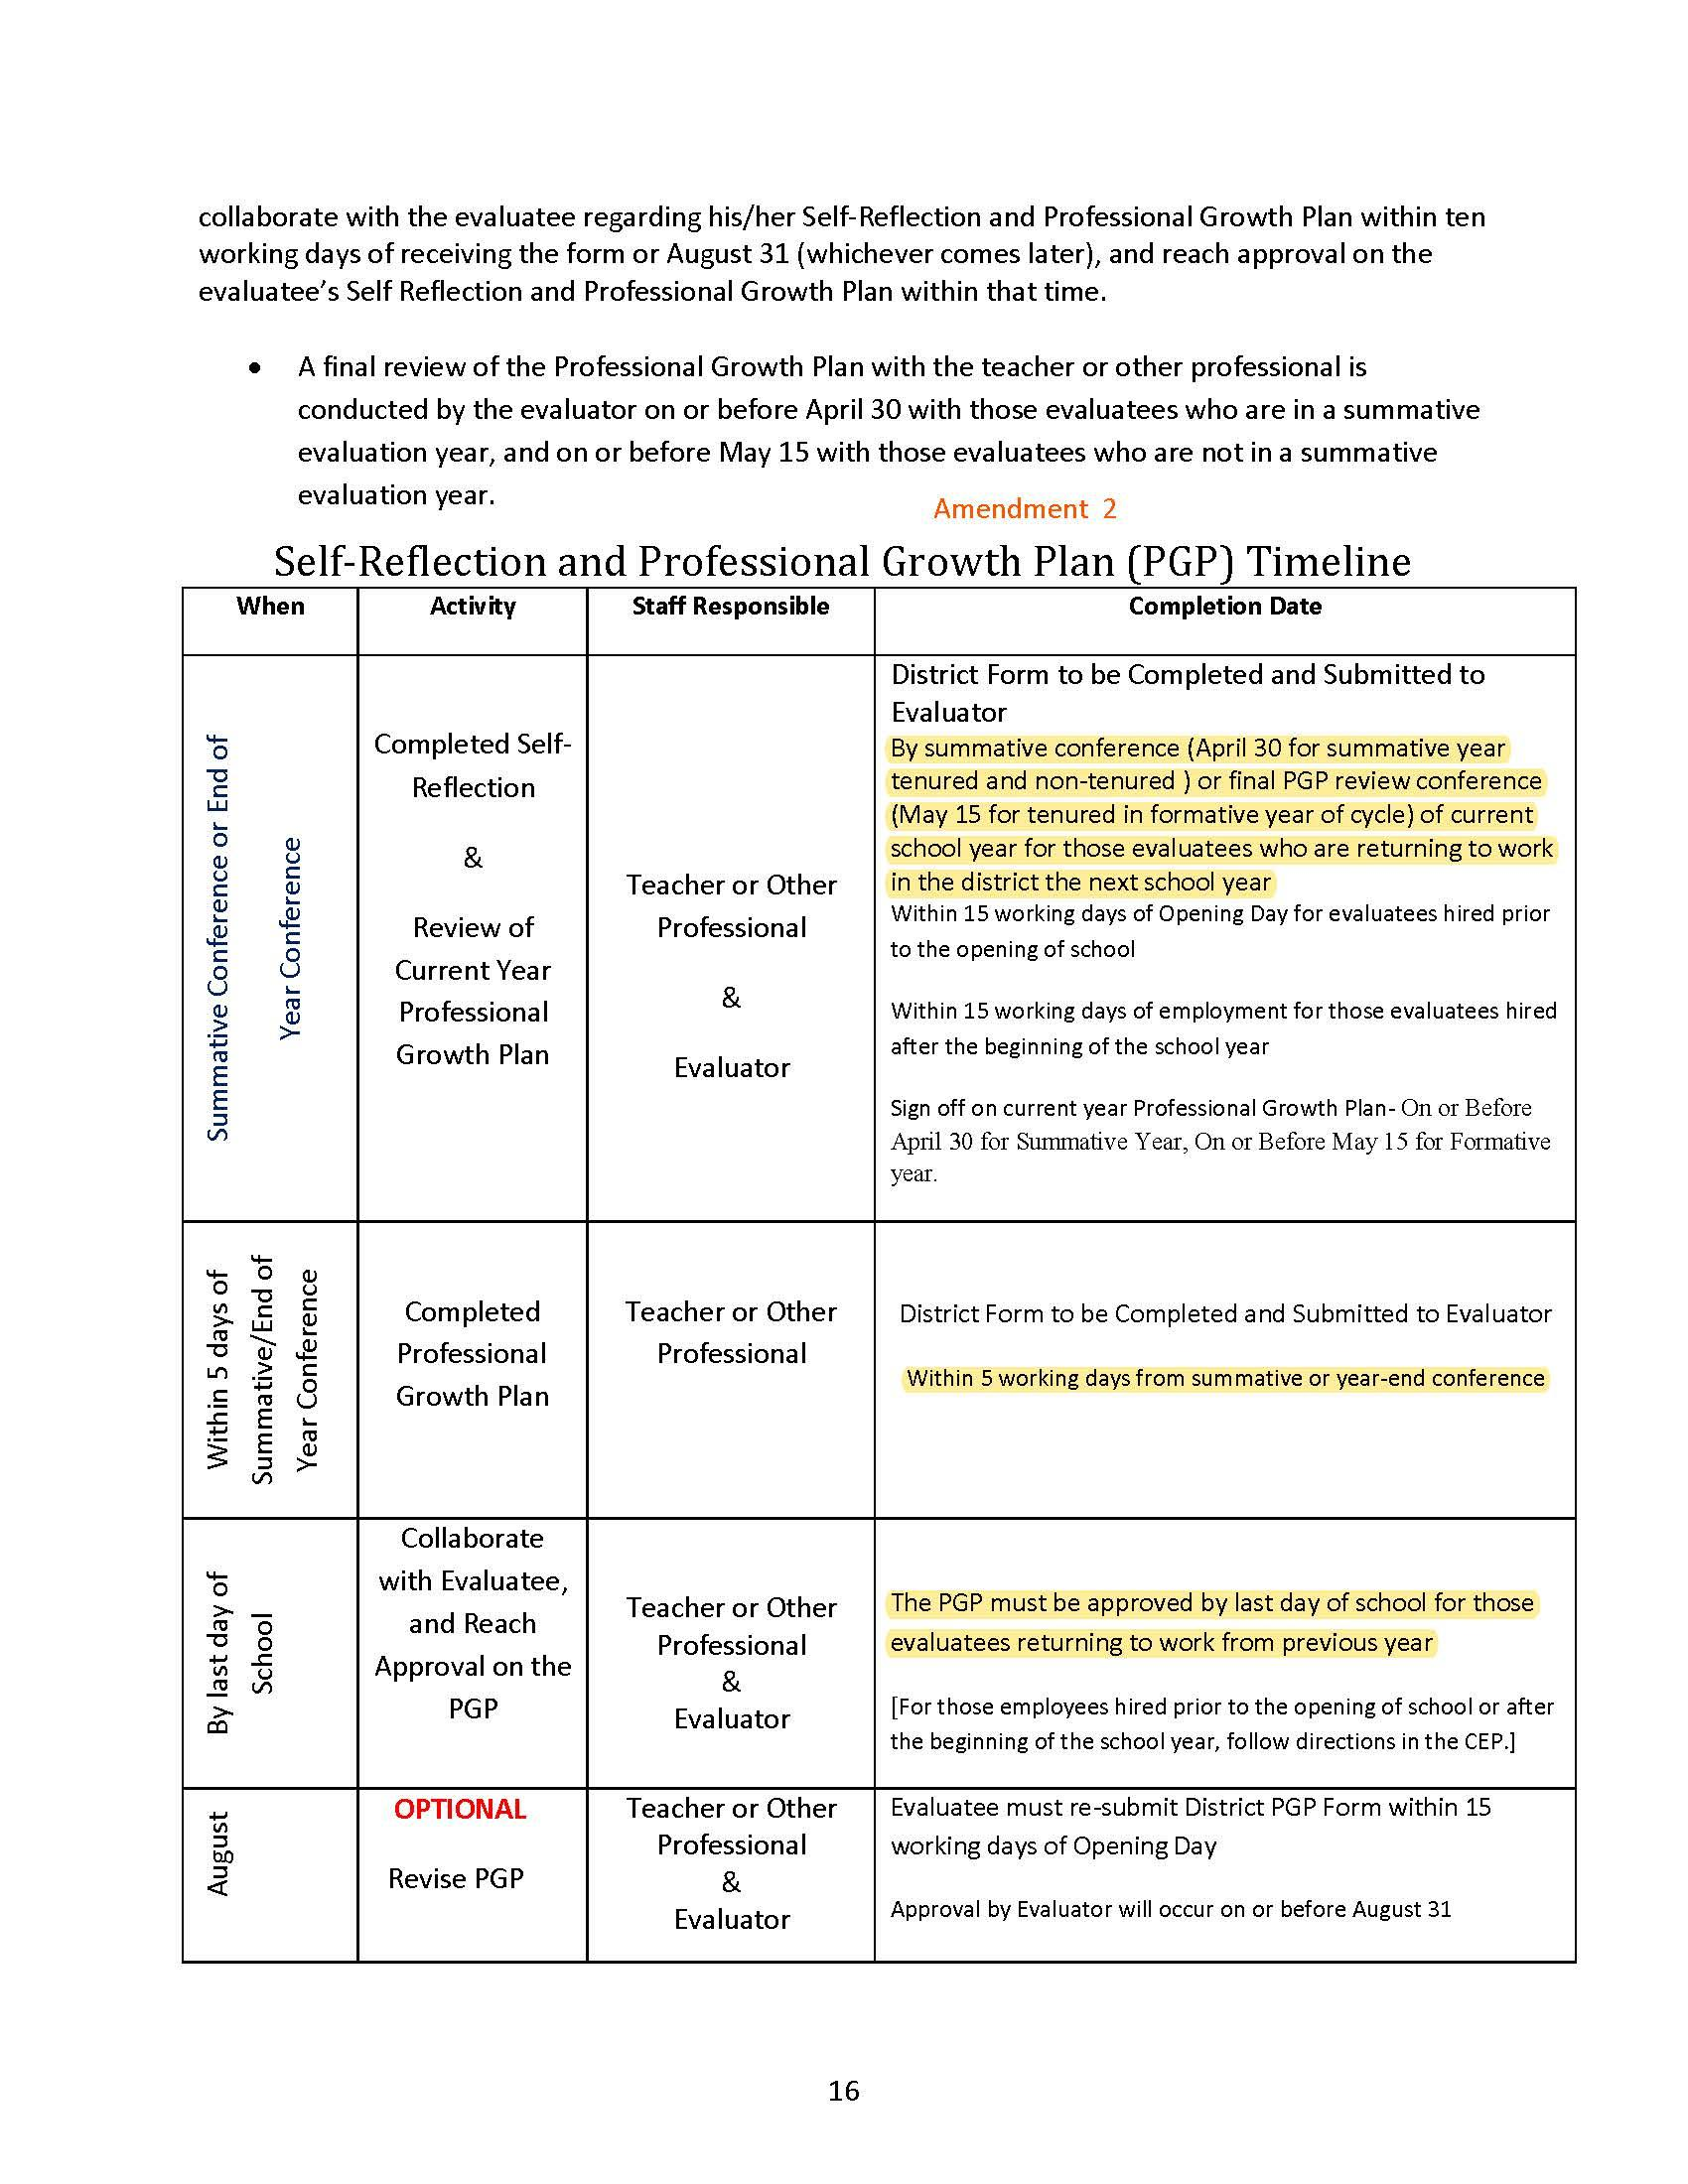 collaborate with the evaluatee regarding his/her Self-Reflection and Professional Growth Plan within ten
working days of receiving the form or August 31 (whichever comes later), and reach approval on the
evaluatee’s Self Reflection and Professional Growth Plan within that time.
• A final review of the Professional Growth Plan with the teacher or other professional is
conducted by the evaluator on or before April 30 with those evaluatees who are in a summative
evaluation year, and on or before May 15 with those evaluatees who are not in a summative
evaluation year.
Amendment 2
Self-Reflection and Professional Growth Plan (PGP) Timeline
When
Activity
Staff Responsible
Completion Date
Summative Conference or End of
Year Conference
Completed Self-
Reflection
&
Review of
Current Year
Professional
Growth Plan
Teacher or Other
Professional
&
Evaluator
District Form to be Completed and Submitted to
Evaluator
By summative conference (April 30 for summative year
tenured and non-tenured ) or final PGP review conference
(May 15 for tenured in formative year of cycle) of current
school year for those evaluatees who are returning to work
in the district the next school year
Within 15 working days of Opening Day for evaluatees hired prior
to the opening of school
Within 15 working days of employment for those evaluatees hired
after the beginning of the school year
Sign off on current year Professional Growth Plan- On or Before
April 30 for Summative Year, On or Before May 15 for Formative
year.
Within 5 days of
Summative/End of
Year Conference
Completed
Professional
Growth Plan
Teacher or Other
Professional
District Form to be Completed and Submitted to Evaluator
Within 5 working days from summative or year-end conference
By last day of
School
Collaborate
with Evaluatee,
and Reach
Approval on the
PGP
Teacher or Other
Professional
&
Evaluator
The PGP must be approved by last day of school for those
evaluatees returning to work from previous year
[For those employees hired prior to the opening of school or after
the beginning of the school year, follow directions in the CEP.]
August
OPTIONAL
Revise PGP
Teacher or Other
Professional
&
Evaluator
Evaluatee must re-submit District PGP Form within 15
working days of Opening Day
Approval by Evaluator will occur on or before August 31
16